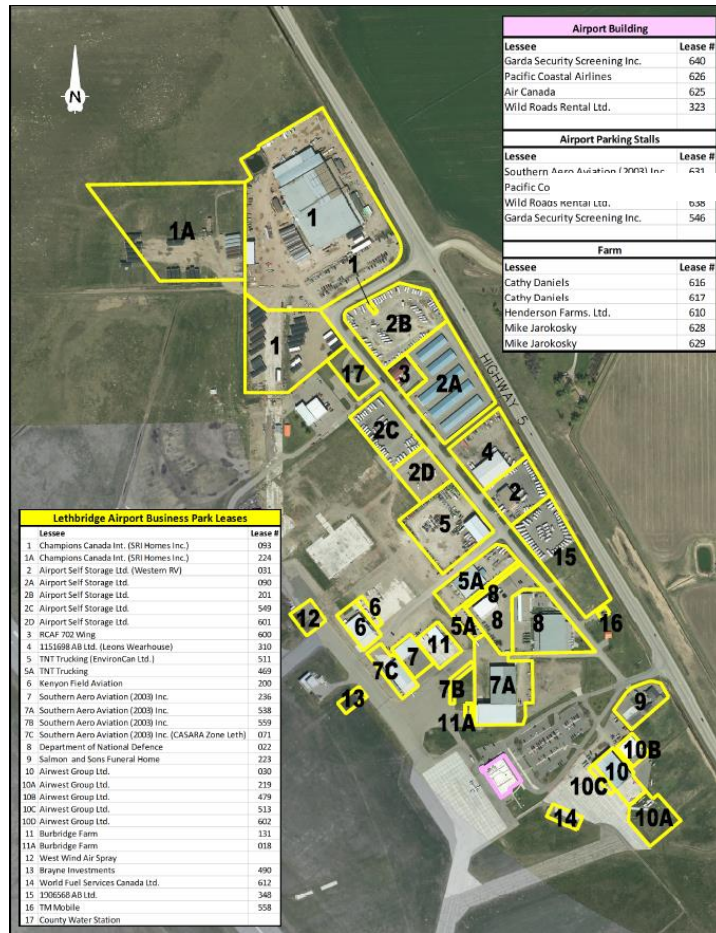 Airport Building
Lessee Lease #
Garda Security Screening Inc. 640
Pacific Coastal Airlines 626
Air Canada 625
Wild Roads Rental Ltd. 323
Airport Parking Stalls
Lessee Lease #
Southern Aero Aviation (2003) Inc 631
Pacific Co
Wild Roads Rental Ltd. 638
Garda Security Screening Inc. 546
Farm
Lessee Lease #
Cathy Daniels 616
Cathy Daniels 617
Henderson Farms. Ltd. 610
Mike Jarokosky 628
Mike Jarokosky 629
N
1
1A
1
2B
1
3
2A
HIGHWAY 5
17
2C
2D
4
2
5
15
5A
8
8
8
16
12
6
6
5A
11
7
7C
7B
7A
13
11A
9
10B
10
10C
14
10A
Lethbridge Airport Business Park Leases
Lessee Lease #
1 Champions Canada Int. (SRI Homes Inc.) 093
1A Champions Canada Int. (SRI Homes Inc.) 224
2 Airport Self Storage Ltd. (Western RV) 031
2A Airport Self Storage Ltd. 090
2B Airport Self Storage Ltd. 201
2C Airport Self Storage Ltd. 549
2D Airport Self Storage Ltd. 601
3 RCAF 702 Wing 600
4 1151698 AB Ltd. (Leons Wearhouse) 310
5 TNT Trucking (EnvironCan Ltd.) 511
5A TNT Trucking 469
6 Kenyon Field Aviation 200
7 Southern Aero Aviation (2003) Inc. 236
7A Southern Aero Aviation (2003) Inc. 538
7B Southern Aero Aviation (2003) Inc. 559
7C Southern Aero Aviation (2003) Inc. (CASARA Zone Leth) 071
8 Department of National Defence 022
9 Salmon and Sons Funeral Home 223
10 Airwest Group Ltd. 030
10A Airwest Group Ltd. 219
10B Airwest Group Ltd. 479
10C Airwest Group Ltd. 513
10D Airwest Group Ltd. 602
11 Burbridge Farm 131
11A Burbridge Farm 018
12 West Wind Air Spray
13 Brayne Investments 490
14 World Fuel Services Canada Ltd. 612
15 1906568 AB Ltd. 348
16 TM Mobile 558
17 County Water Station